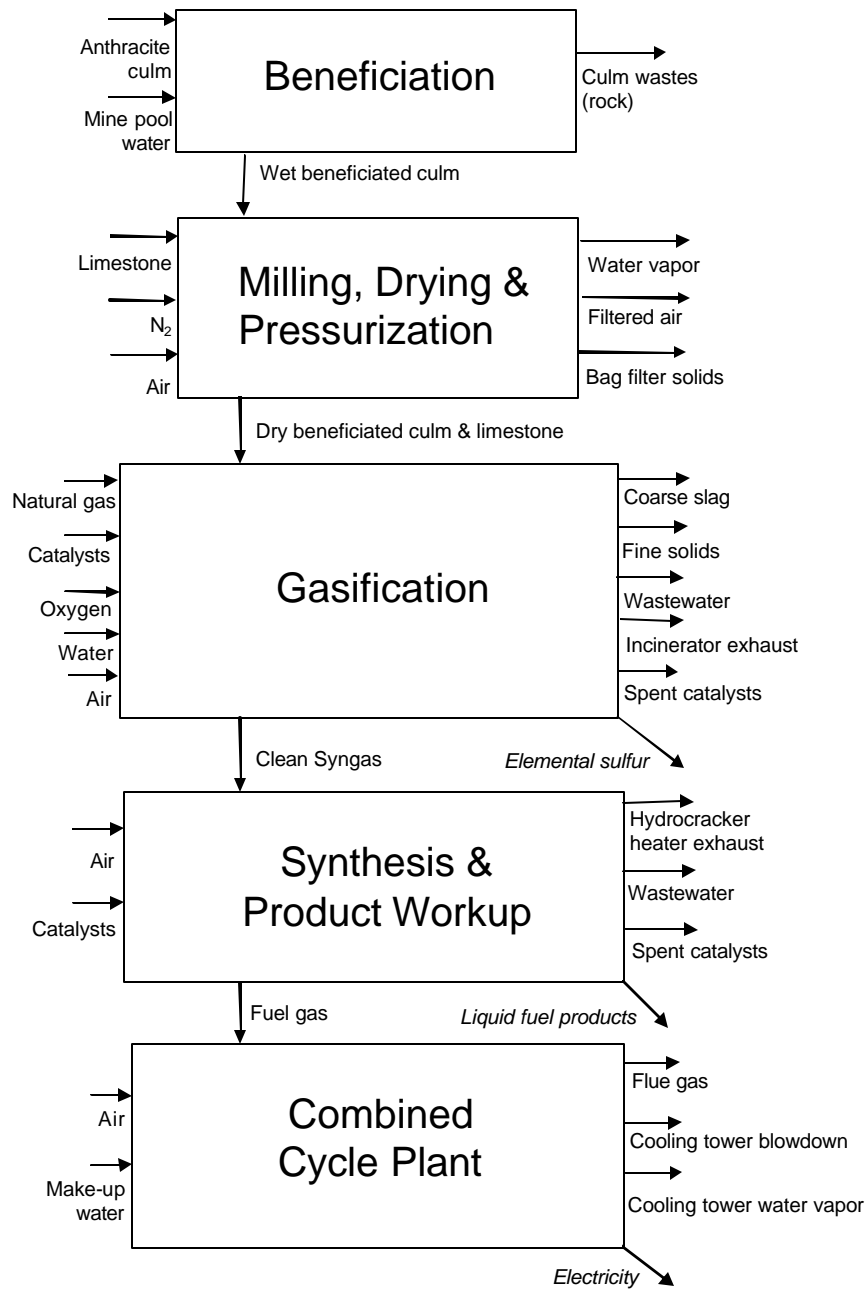 Anthracite
culm
Mine pool
water
Beneficiation
Culm wastes
(rock)
Wet beneficiated culm
Limestone
N₂
Air
Milling, Drying &
Pressurization
Water vapor
Filtered air
Bag filter solids
Dry beneficiated culm & limestone
Natural gas
Catalysts
Oxygen
Water
Air
Gasification
Coarse slag
Fine solids
Wastewater
Incinerator exhaust
Spent catalysts
Clean Syngas
Elemental sulfur
Air
Catalysts
Synthesis &
Product Workup
Hydrocracker
heater exhaust
Wastewater
Spent catalysts
Fuel gas
Liquid fuel products
Air
Make-up
water
Combined
Cycle Plant
Flue gas
Cooling tower blowdown
Cooling tower water vapor
Electricity